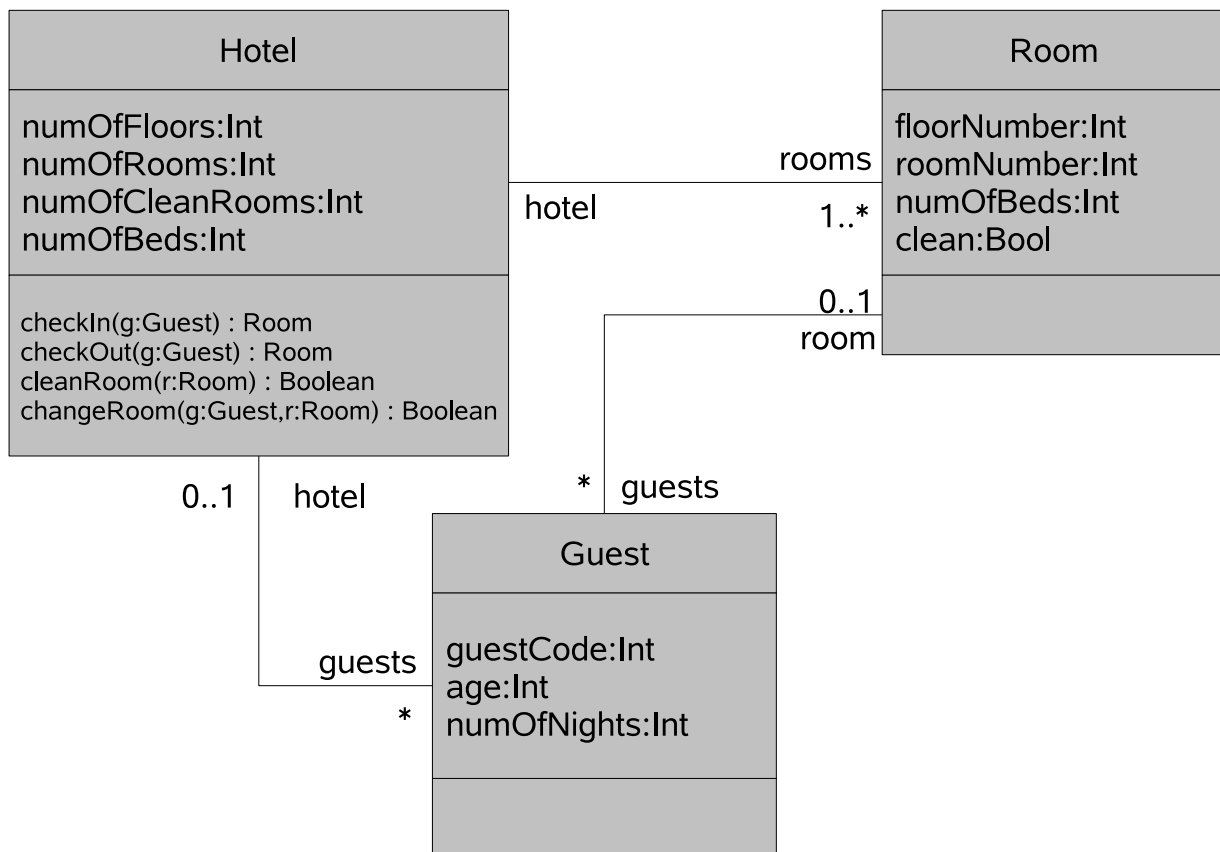 Hotel
numOfFloors:Int
numOfRooms:Int
numOfCleanRooms:Int
numOfBeds:Int
checkIn(g:Guest) : Room
checkOut(g:Guest) : Room
cleanRoom(r:Room) : Boolean
changeRoom(g:Guest,r:Room) : Boolean
rooms
hotel
1..*
Room
floorNumber:Int
roomNumber:Int
numOfBeds:Int
clean:Bool
0..1
room
0..1
hotel
* guests
guests
*
Guest
guestCode:Int
age:Int
numOfNights:Int